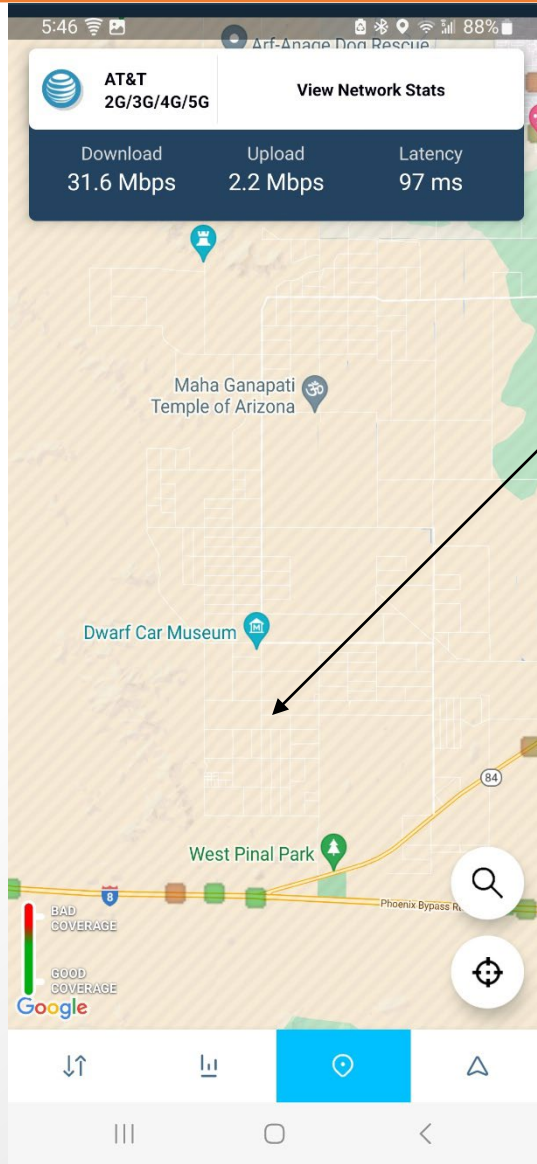 5:46
88%
Arf-Anage Dog Rescue
AT&T
2G/3G/4G/5G
View Network Stats
Download
Upload
Latency
31.6 Mbps
2.2 Mbps
97 ms
Maha Ganapati
Temple of Arizona
Dwarf Car Museum
84
West Pinal Park
8
Phoenix Bypass
BAD
COVERAGE
GOOD
COVERAGE
Google